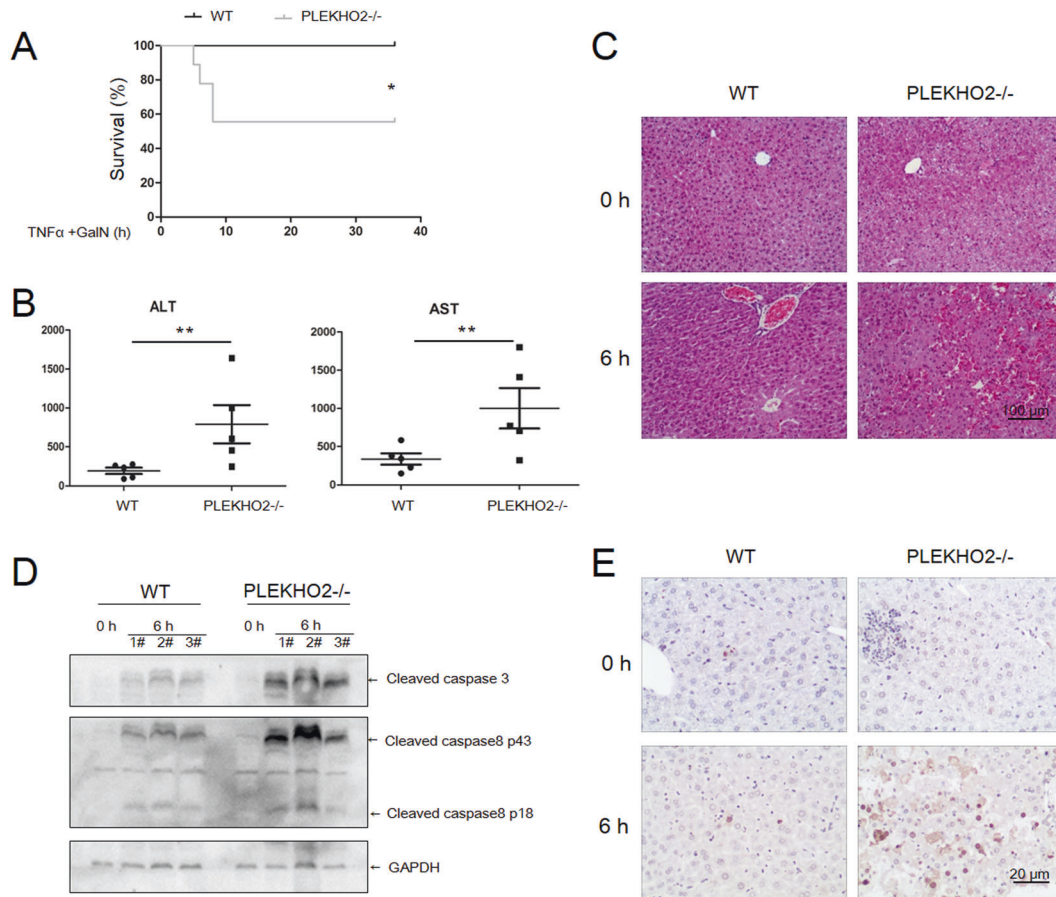 WT PLEKHO2-/-
A
Survival (%)
100
80
60
40
20
0
*
0 10 20 30 40
TNFα +GalN (h)
B
ALT
**
2000
1500
1000
500
0
WT PLEKHO2-/-
AST
**
2000
1500
1000
500
0
WT PLEKHO2-/-
C
WT PLEKHO2-/-
0 h
6 h
100 μm
D
WT PLEKHO2-/-
0 h 6 h 0 h 6 h
1# 2# 3# 1# 2# 3#
Cleaved caspase 3
Cleaved caspase8 p43
Cleaved caspase8 p18
GAPDH
E
WT PLEKHO2-/-
0 h
6 h
20 μm